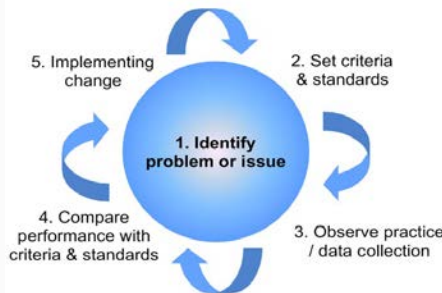 1. Identify
problem or issue
2. Set criteria
& standards
3. Observe practice
/ data collection
4. Compare
performance with
criteria & standards
5. Implementing
change